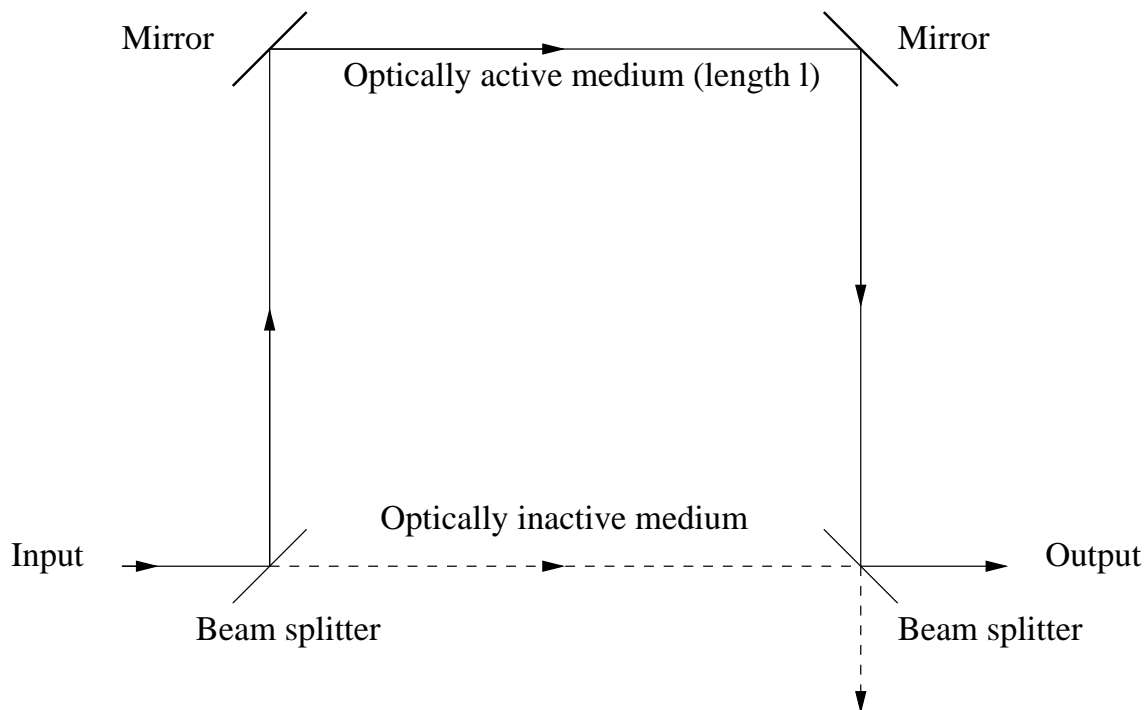 Mirror
Mirror
Optically active medium (length l)
Optically inactive medium
Input
Output
Beam splitter
Beam splitter